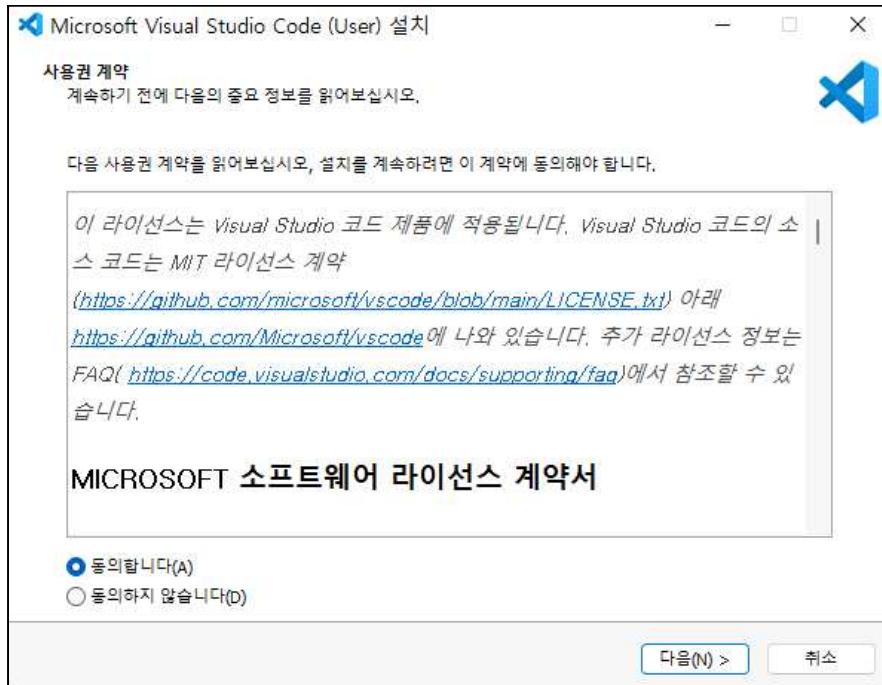 Microsoft Visual Studio Code (User) 설치
사용권 계약
계속하기 전에 다음의 중요 정보를 읽어보십시오.
다음 사용권 계약을 읽어보십시오, 설치를 계속하려면 이 계약에 동의해야 합니다.
이 라이선스는 Visual Studio 코드 제품에 적용됩니다. Visual Studio 코드의 소
스 코드는 MIT 라이선스 계약
(https://github.com/microsoft/vscode/blob/main/LICENSE.txt) 아래
https://github.com/Microsoft/vscode에 나와 있습니다. 추가 라이선스 정보는
FAQ( https://code.visualstudio.com/docs/supporting/faq)에서 참조할 수 있
습니다.
MICROSOFT 소프트웨어 라이선스 계약서
동의합니다(A)
동의하지 않습니다(D)
다음(N) > 취소